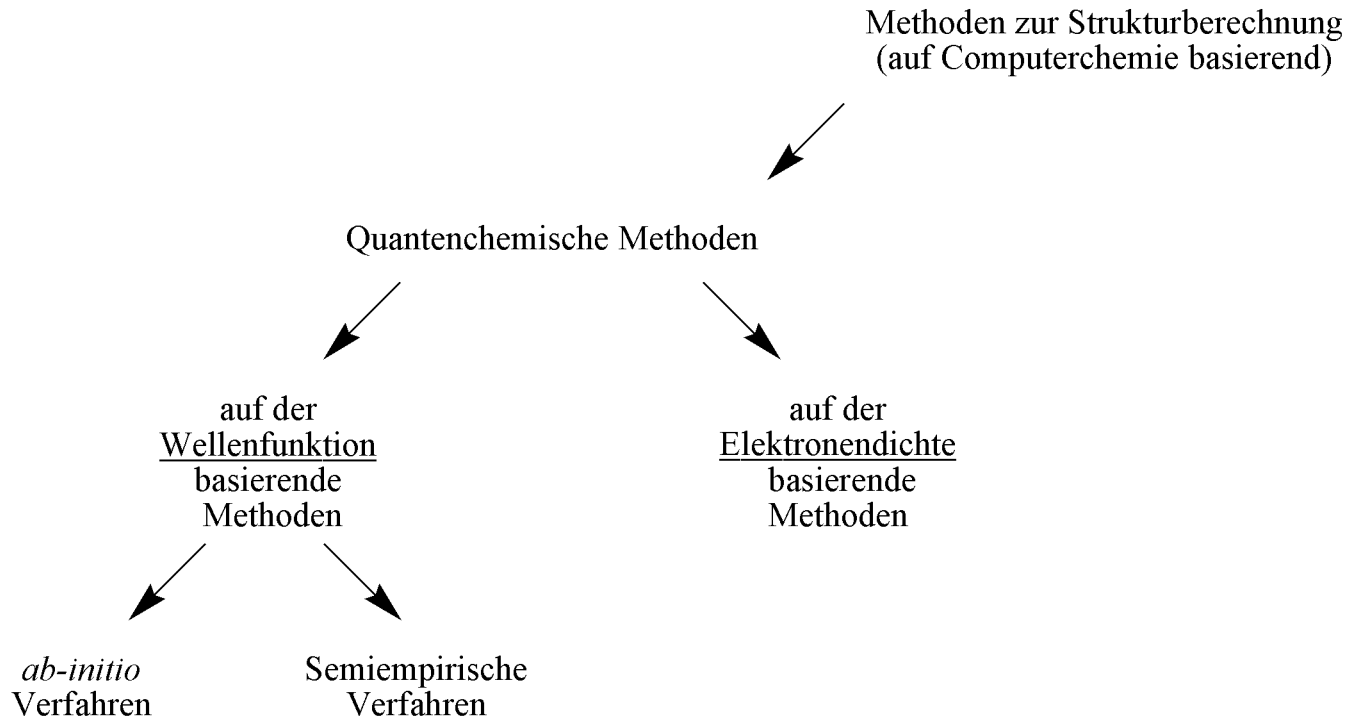 Methoden zur Strukturberechnung
(auf Computerchemie basierend)
Quantenchemische Methoden
auf der
Wellenfunktion
basierende
Methoden
auf der
Elektronendichte
basierende
Methoden
ab-initio
Verfahren
Semiempirische
Verfahren